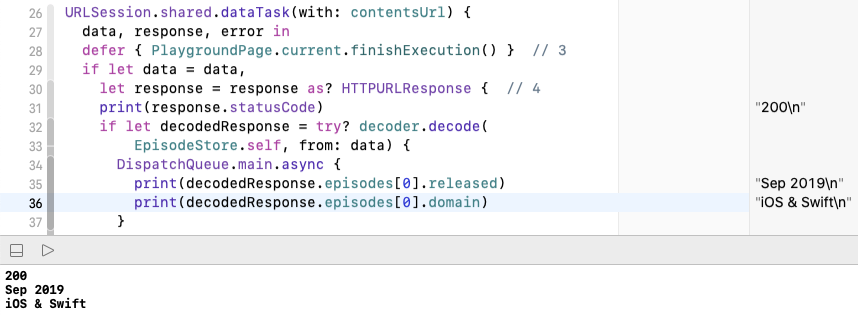 26 URLSession.shared.dataTask(with: contentsUrl) {
27 data, response, error in
28 defer { PlaygroundPage.current.finishExecution() }  // 3
29 if let data = data,
30 let response = response as? HTTPURLResponse {  // 4
31 print(response.statusCode) "200\n"
32 if let decodedResponse = try? decoder.decode(
33 EpisodeStore.self, from: data) {
34 DispatchQueue.main.async {
35 print(decodedResponse.episodes[0].released) "Sep 2019\n"
36 print(decodedResponse.episodes[0].domain) "iOS & Swift\n"
37 }
200
Sep 2019
iOS & Swift